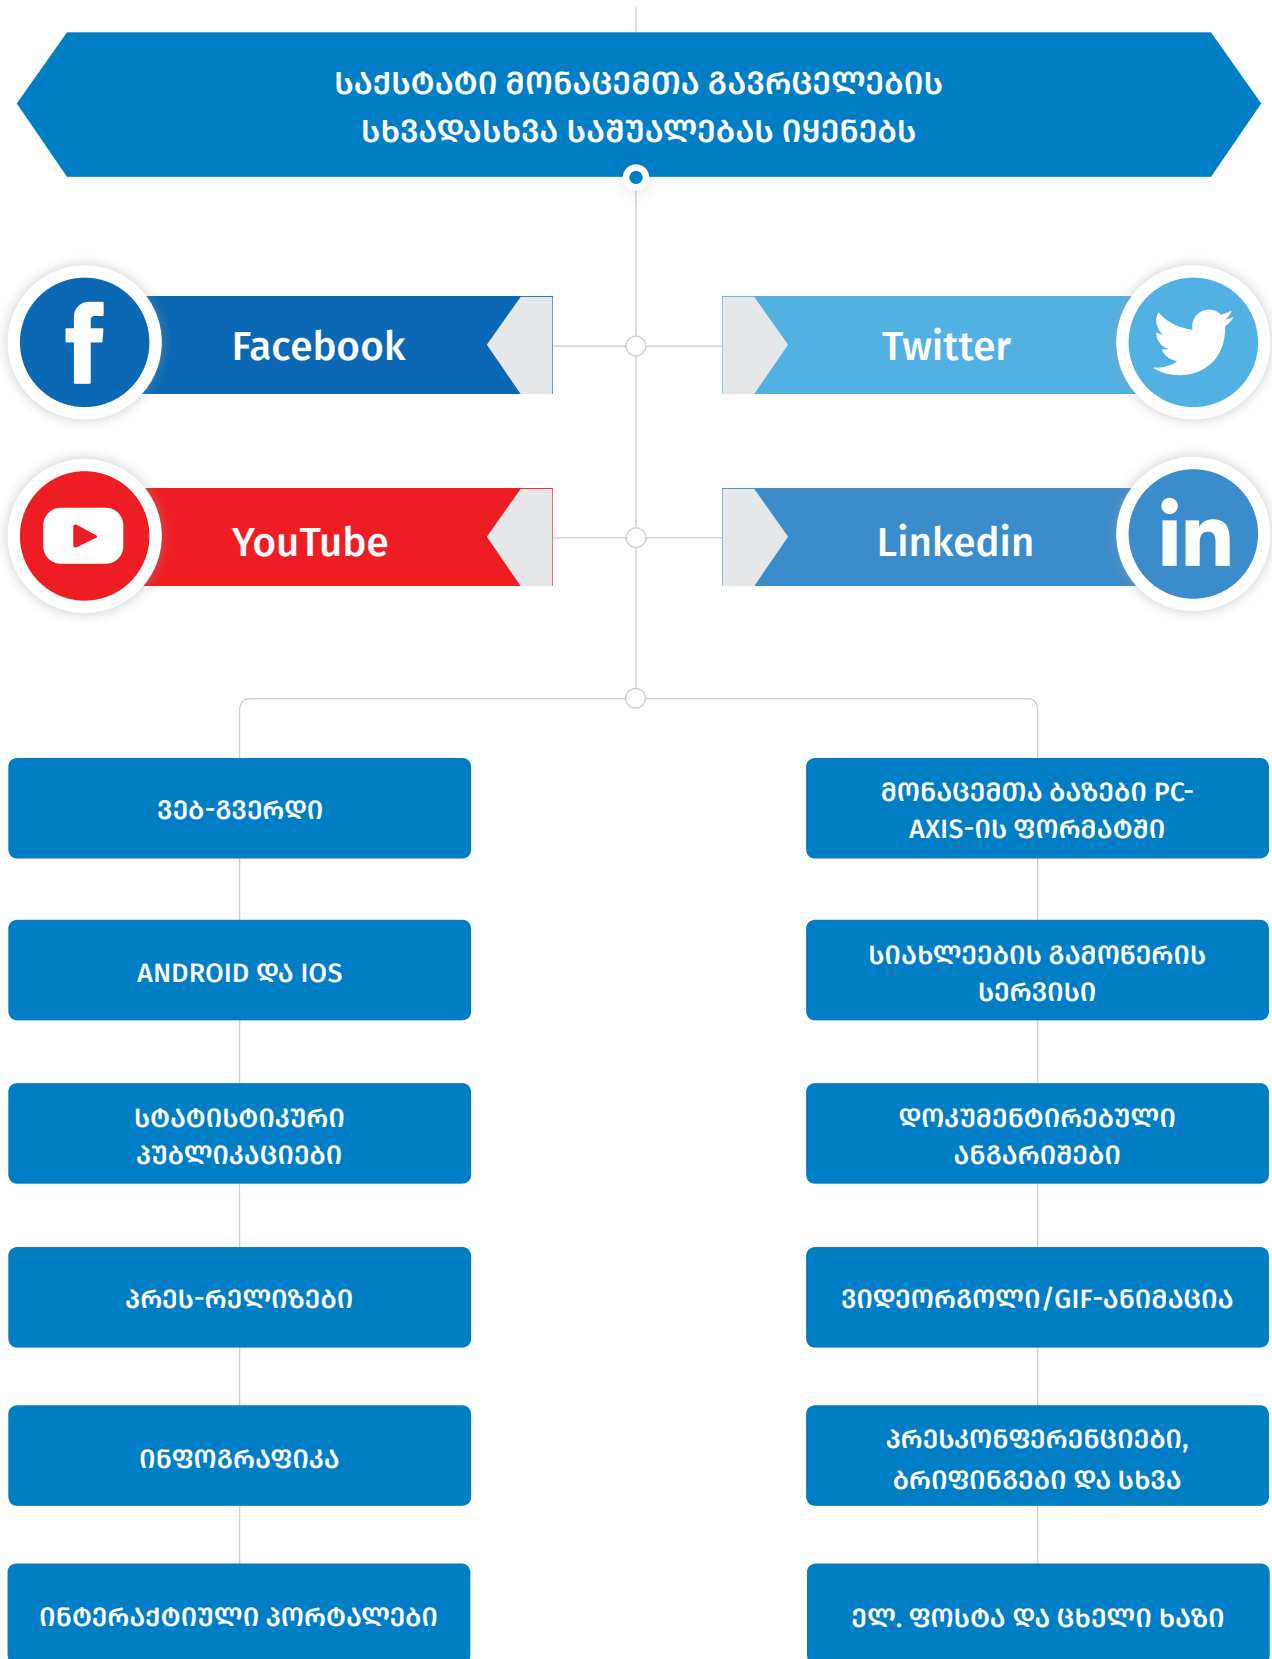 საქსტატი მონაცემთა გავრცელების
სხვადასხვა საშუალებას იყენებს
Facebook
Twitter
YouTube
Linkedin
ვებ-გვერდი
მონაცემთა ბაზები PC-
AXIS-ის ფორმატში
ANDROID და IOS
სიახლეების გამოწერის
სერვისი
სტატისტიკური
პუბლიკაციები
დოკუმენტირებული
ანგარიშები
პრეს-რელიზები
ვიდეორგოლი/GIF-ანიმაცია
ინფოგრაფიკა
პრესკონფერენციები,
ბრიფინგები და სხვა
ინტერაქტიული პორტალები
ელ. ფოსტა და ცხელი ხაზი